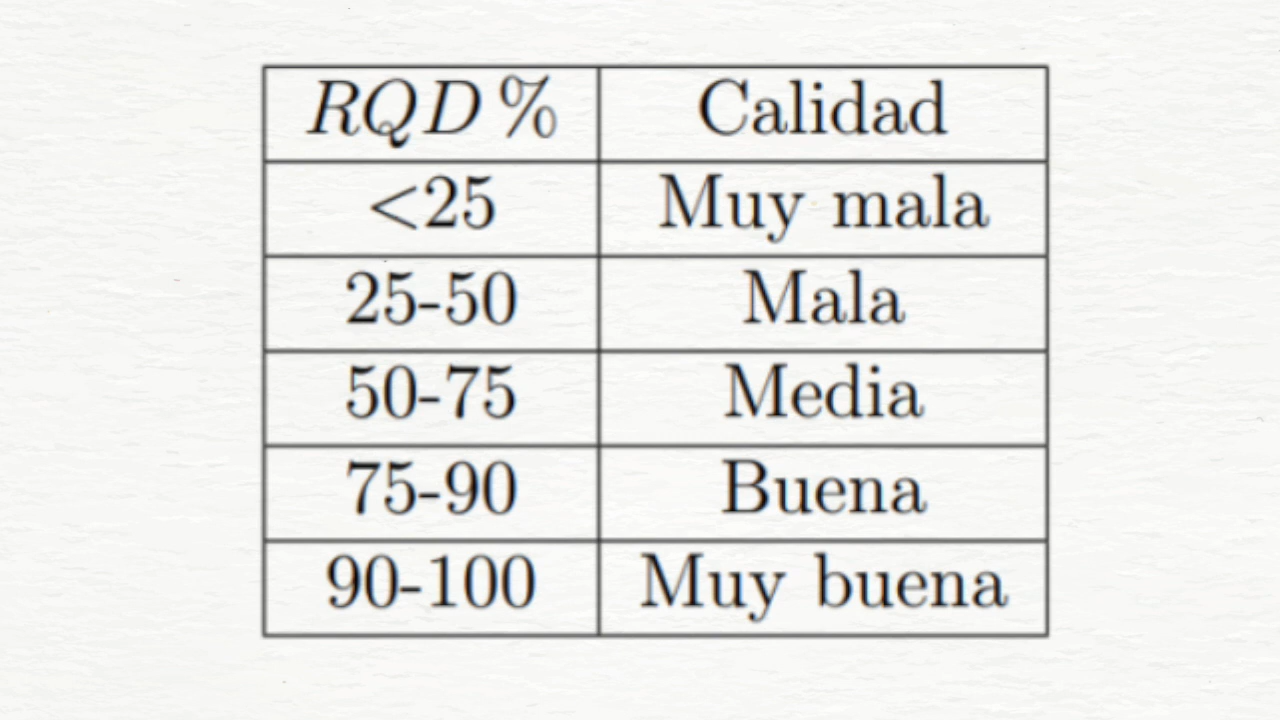 RQD % Calidad
<25 Muy mala
25-50 Mala
50-75 Media
75-90 Buena
90-100 Muy buena